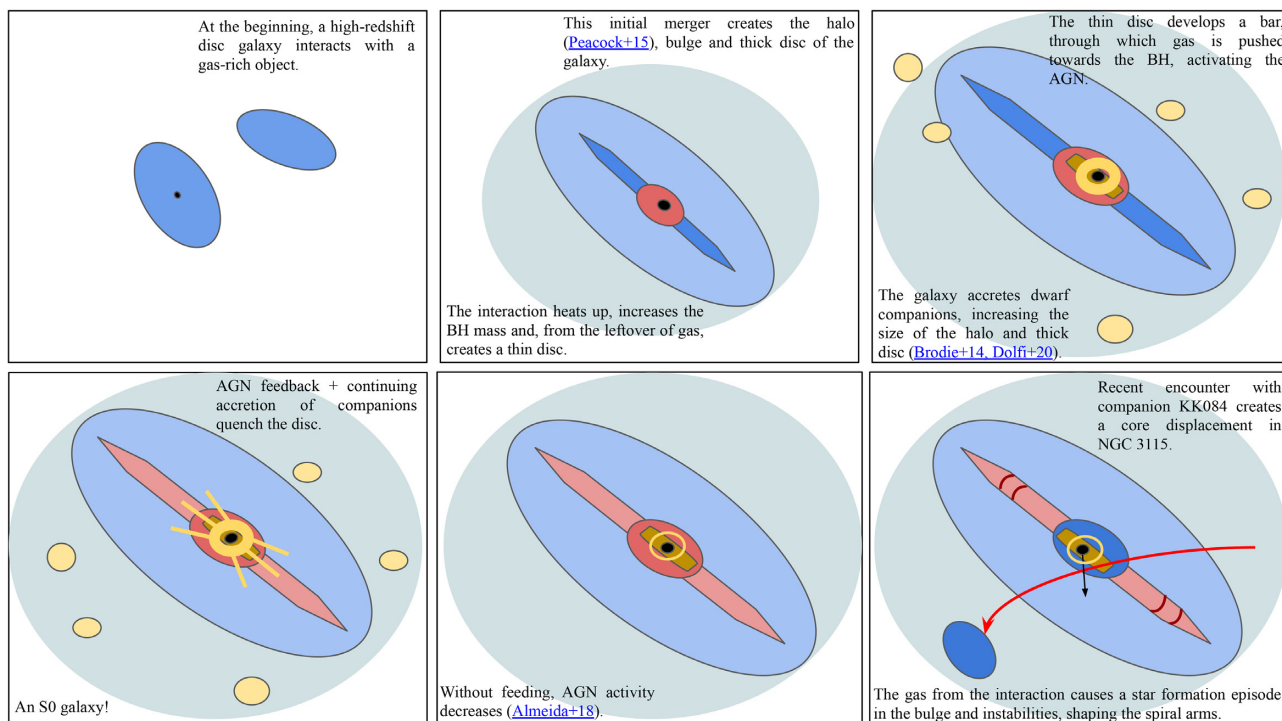 At the beginning, a high-redshift
disc galaxy interacts with a
gas-rich object.
This initial merger creates the halo
(Peacock+15), bulge and thick disc of the
galaxy.
The interaction heats up, increases the
BH mass and, from the leftover of gas,
creates a thin disc.
The thin disc develops a bar,
through which gas is pushed
towards the BH, activating the
AGN.
The galaxy accretes dwarf
companions, increasing the
size of the halo and thick
disc (Brodie+14, Dolfi+20).
AGN feedback + continuing
accretion of companions
quench the disc.
An S0 galaxy!
Without feeding, AGN activity
decreases (Almeida+18).
Recent encounter with
companion KK084 creates
a core displacement in
NGC 3115.
The gas from the interaction causes a star formation episode
in the bulge and instabilities, shaping the spiral arms.